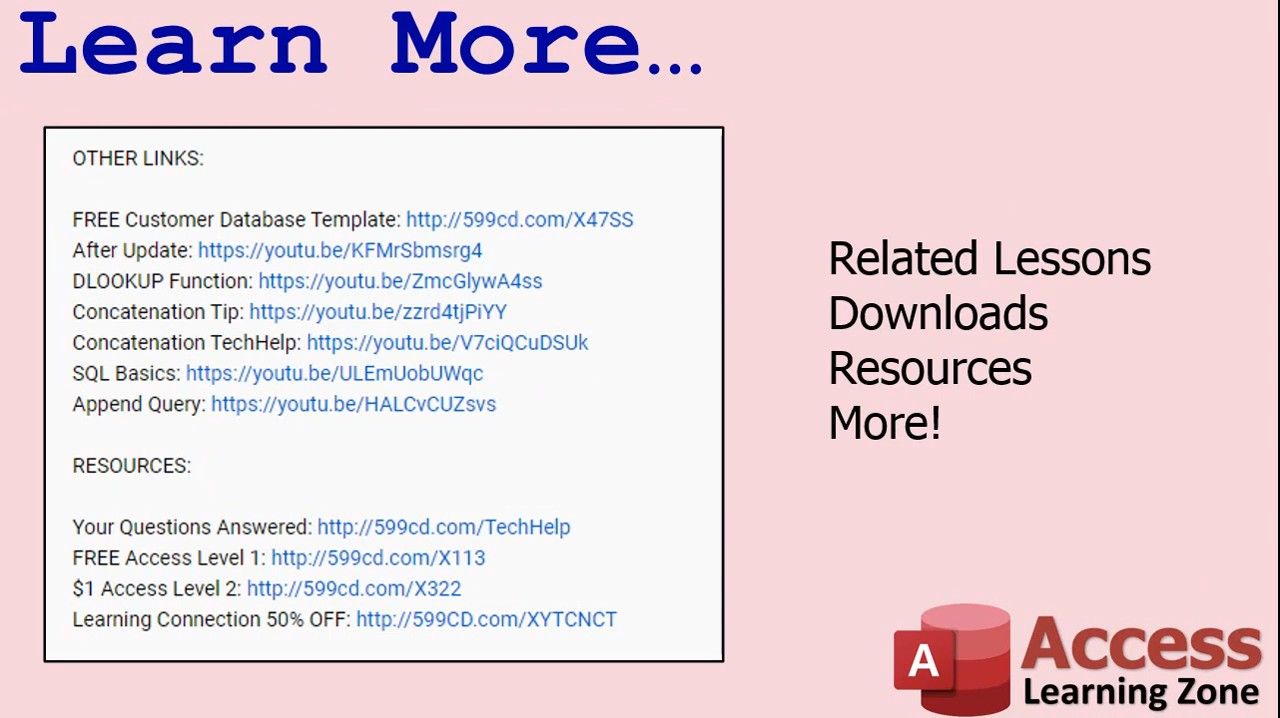 Learn More...
OTHER LINKS:
FREE Customer Database Template: http://599cd.com/X47SS
After Update: https://youtu.be/KFMrSbmsrg4
DLOOKUP Function: https://youtu.be/ZmcGlywA4ss
Concatenation Tip: https://youtu.be/zzrd4tjPiYY
Concatenation TechHelp: https://youtu.be/V7ciQCuDSUk
SQL Basics: https://youtu.be/ULEmUobUWqc
Append Query: https://youtu.be/HALCvCUZsvs
RESOURCES:
Your Questions Answered: http://599cd.com/TechHelp
FREE Access Level 1: http://599cd.com/X113
$1 Access Level 2: http://599cd.com/X322
Learning Connection 50% OFF: http://599CD.com/XYTCNCT
Related Lessons
Downloads
Resources
More!
A
Access
Learning Zone